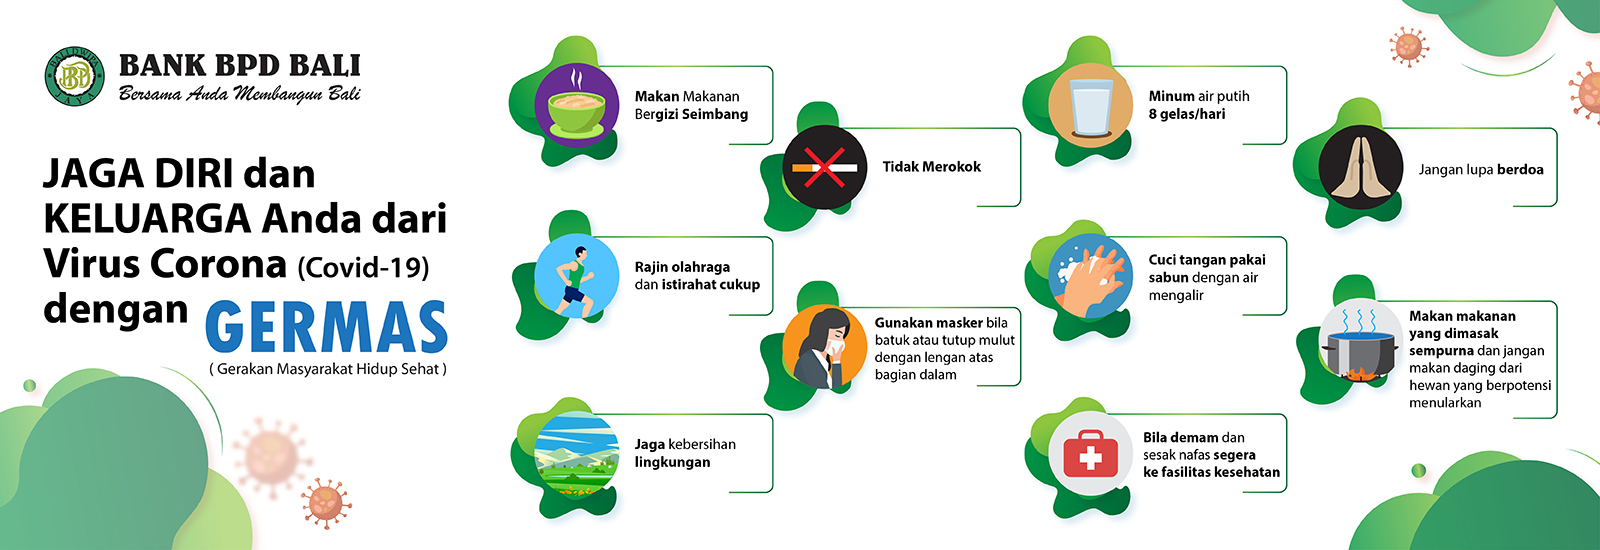 BALI DWIPA
JAYA
BPD
BANK BPD BALI
Bersama Anda Membangun Bali
JAGA DIRI dan
KELUARGA Anda dari
Virus Corona (Covid-19)
dengan GERMAS
( Gerakan Masyarakat Hidup Sehat )
Makan Makanan
Bergizi Seimbang
Tidak Merokok
Rajin olahraga
dan istirahat cukup
Gunakan masker bila
batuk atau tutup mulut
dengan lengan atas
bagian dalam
Jaga kebersihan
lingkungan
Minum air putih
8 gelas/hari
Jangan lupa berdoa
Cuci tangan pakai
sabun dengan air
mengalir
Makan makanan
yang dimasak
sempurna dan jangan
makan daging dari
hewan yang berpotensi
menularkan
Bila demam dan
sesak nafas segera
ke fasilitas kesehatan